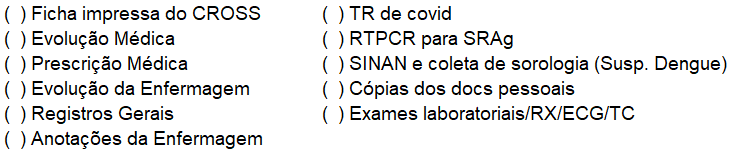 ( ) Ficha impressa do CROSS
( ) Evolução Médica
( ) Prescrição Médica
( ) Evolução da Enfermagem
( ) Registros Gerais
( ) Anotações da Enfermagem
( ) TR de covid
( ) RTPCR para SRAg
( ) SINAN e coleta de sorologia (Susp. Dengue)
( ) Cópias dos docs pessoais
( ) Exames laboratoriais/RX/ECG/TC